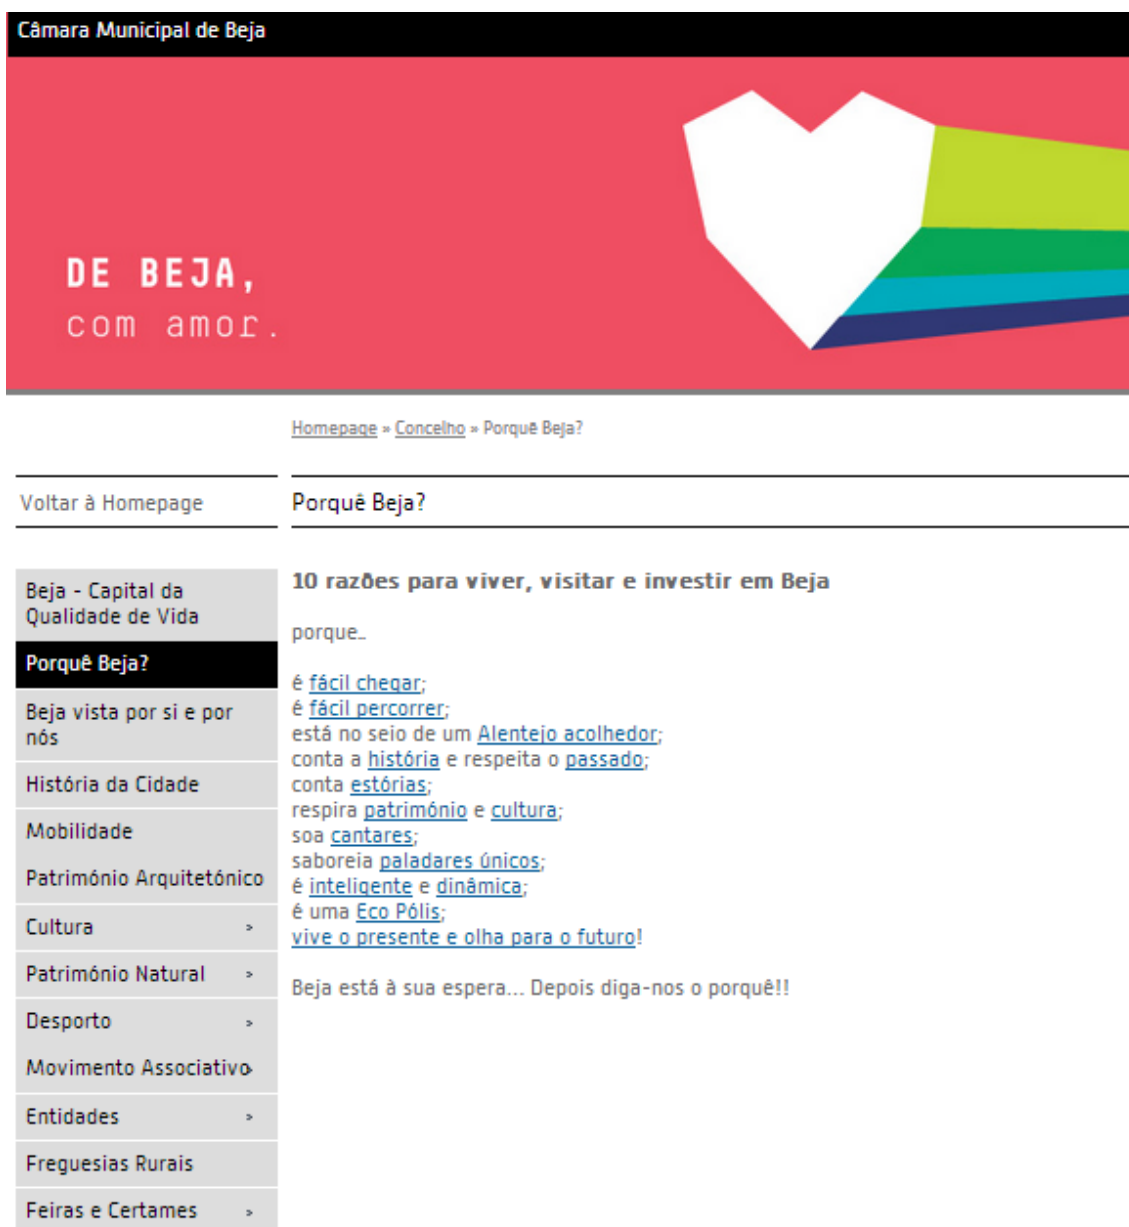 Câmara Municipal de Beja
DE BEJA,
com amor.
Homepage » Concelho » Porquê Beja?
Voltar à Homepage
Porquê Beja?
Beja - Capital da
Qualidade de Vida
Porquê Beja?
Beja vista por si e por
nós
História da Cidade
Mobilidade
Património Arquitetónico
Cultura >
Património Natural >
Desporto >
Movimento Associativo>
Entidades >
Freguesias Rurais
Feiras e Certames >
10 razões para viver, visitar e investir em Beja
porque…
é fácil chegar;
é fácil percorrer;
está no seio de um Alentejo acolhedor;
conta a história e respeita o passado;
conta estórias;
respira património e cultura;
soa cantares;
saboreia paladares únicos;
é inteligente e dinâmica;
é uma Eco Pólis;
vive o presente e olha para o futuro!
Beja está à sua espera... Depois diga-nos o porquê!!